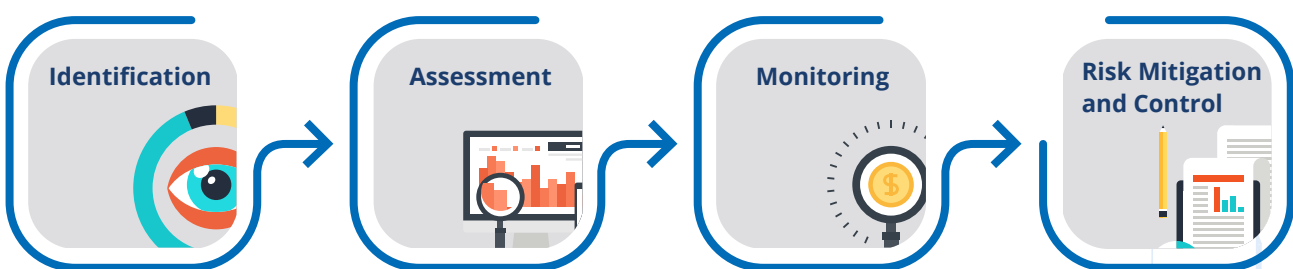 Identification
Assessment
Monitoring
Risk Mitigation
and Control
$